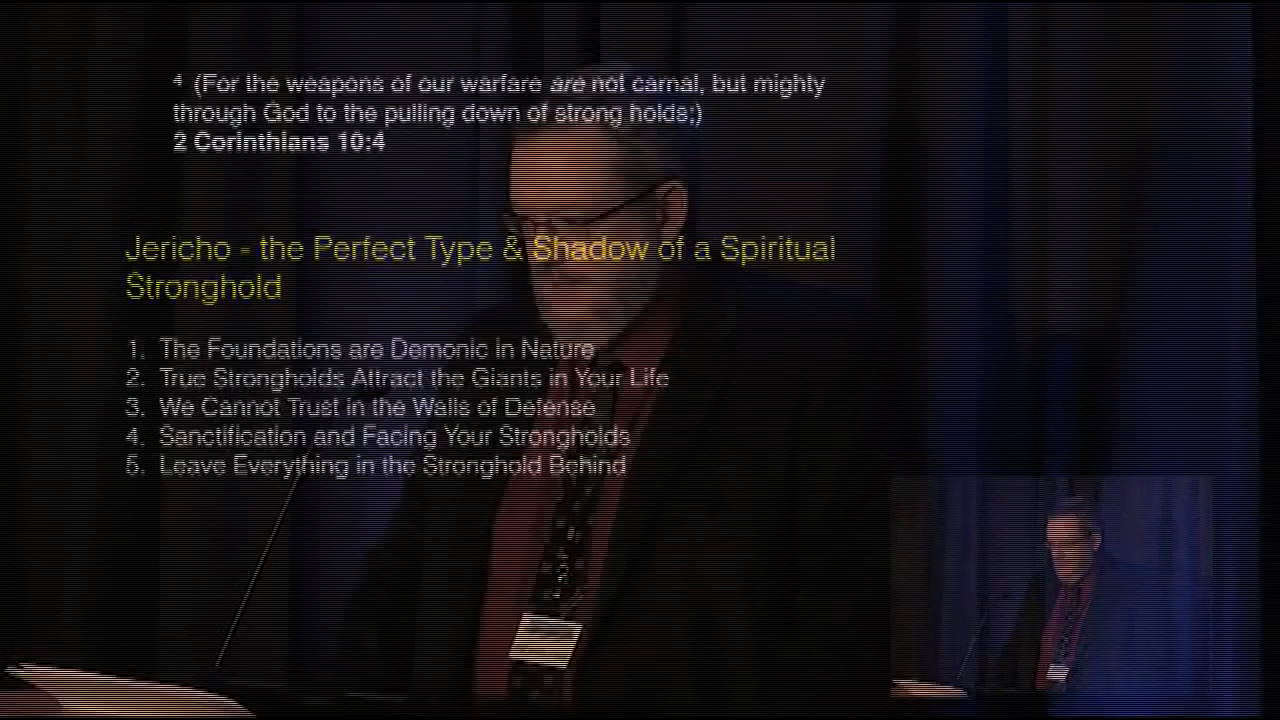 4 (For the weapons of our warfare are not carnal, but mighty
through God to the pulling down of strong holds;)
2 Corinthians 10:4
Jericho - the Perfect Type & Shadow of a Spiritual
Stronghold
1. The Foundations are Demonic in Nature
2. True Strongholds Attract the Giants in Your Life
3. We Cannot Trust in the Walls of Defense
4. Sanctification and Facing Your Strongholds
5. Leave Everything in the Stronghold Behind